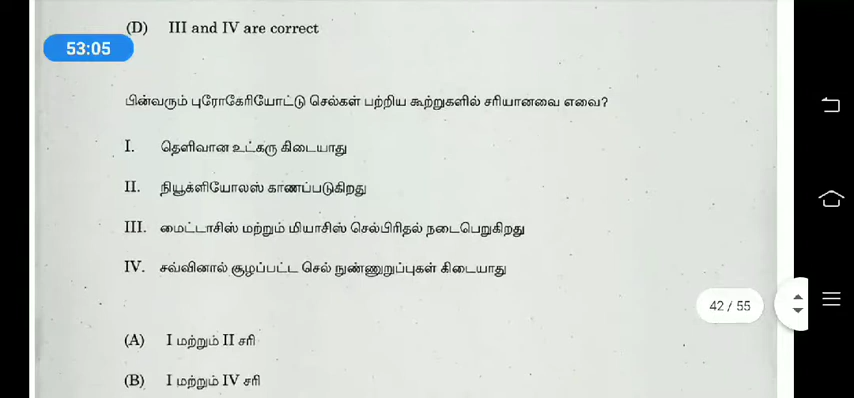 (D) III and IV are correct
53:05
பின்வரும் புரோகேரியோட்டு செல்கள் பற்றிய கூற்றுகளில் சரியானவை எவை?
I. தெளிவான உட்கரு கிடையாது
II. நியூக்ளியோலஸ் காணப்படுகிறது
III. மைட்டாசிஸ் மற்றும் மியாசிஸ் செல்பிரிதல் நடைபெறுகிறது
IV. சவ்வினால் சூழப்பட்ட செல் நுண்ணுறுப்புகள் கிடையாது
42 / 55
(A) I மற்றும் II சரி
(B) I மற்றும் IV சரி